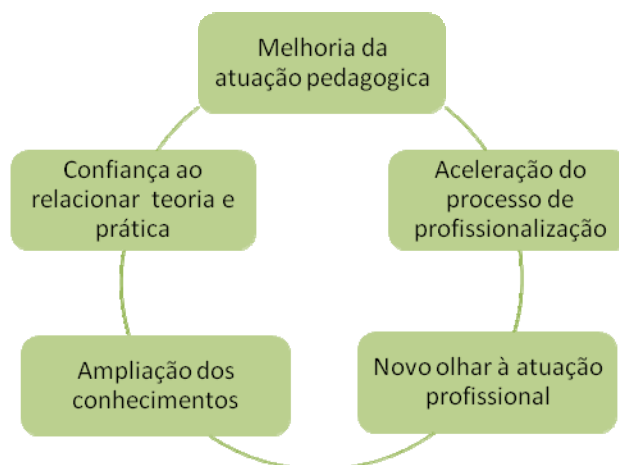 Melhoria da
atuação pedagogica
Confiança ao
relacionar teoria e
prática
Aceleração do
processo de
profissionalização
Ampliação dos
conhecimentos
Novo olhar à atuação
profissional